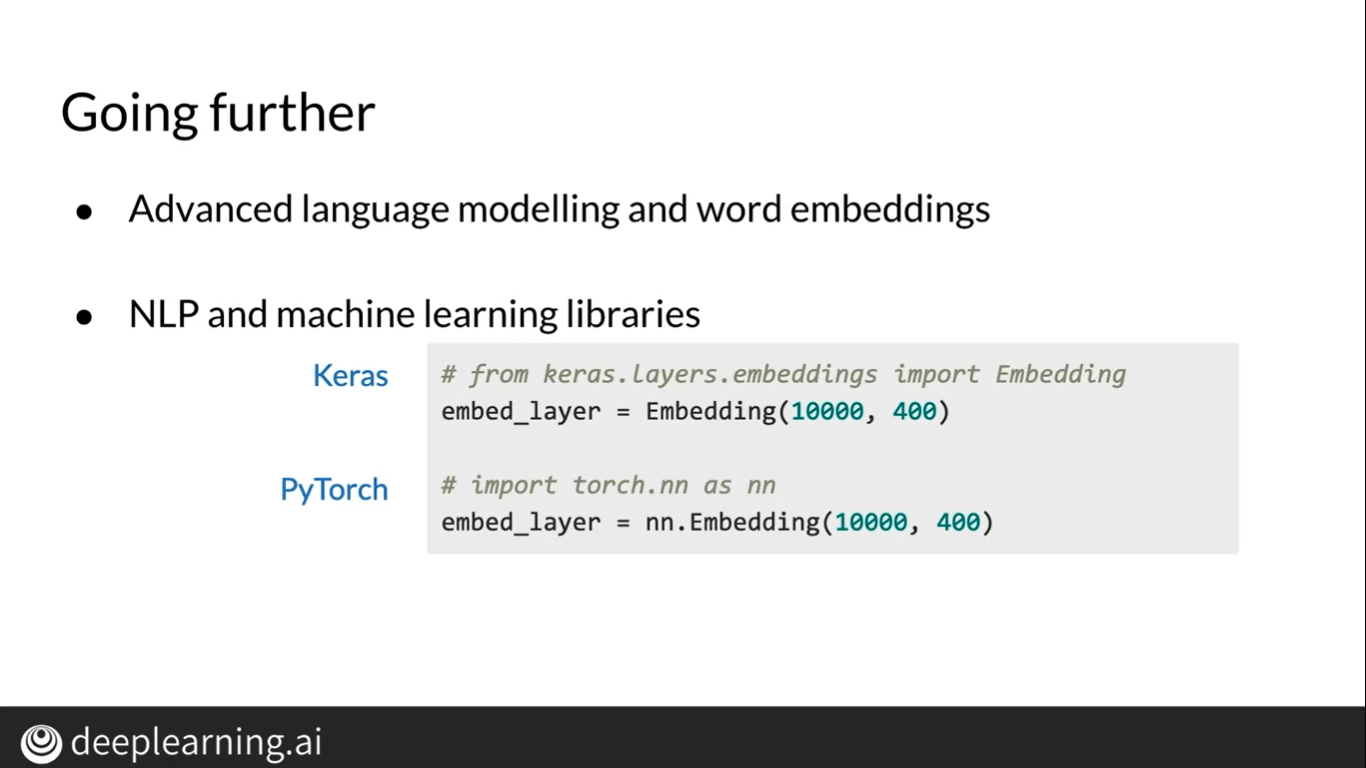 Going further
● Advanced language modelling and word embeddings
● NLP and machine learning libraries
Keras # from keras.layers.embeddings import Embedding
embed_layer = Embedding(10000, 400)
PyTorch # import torch.nn as nn
embed_layer = nn.Embedding(10000, 400)
deeplearning.ai